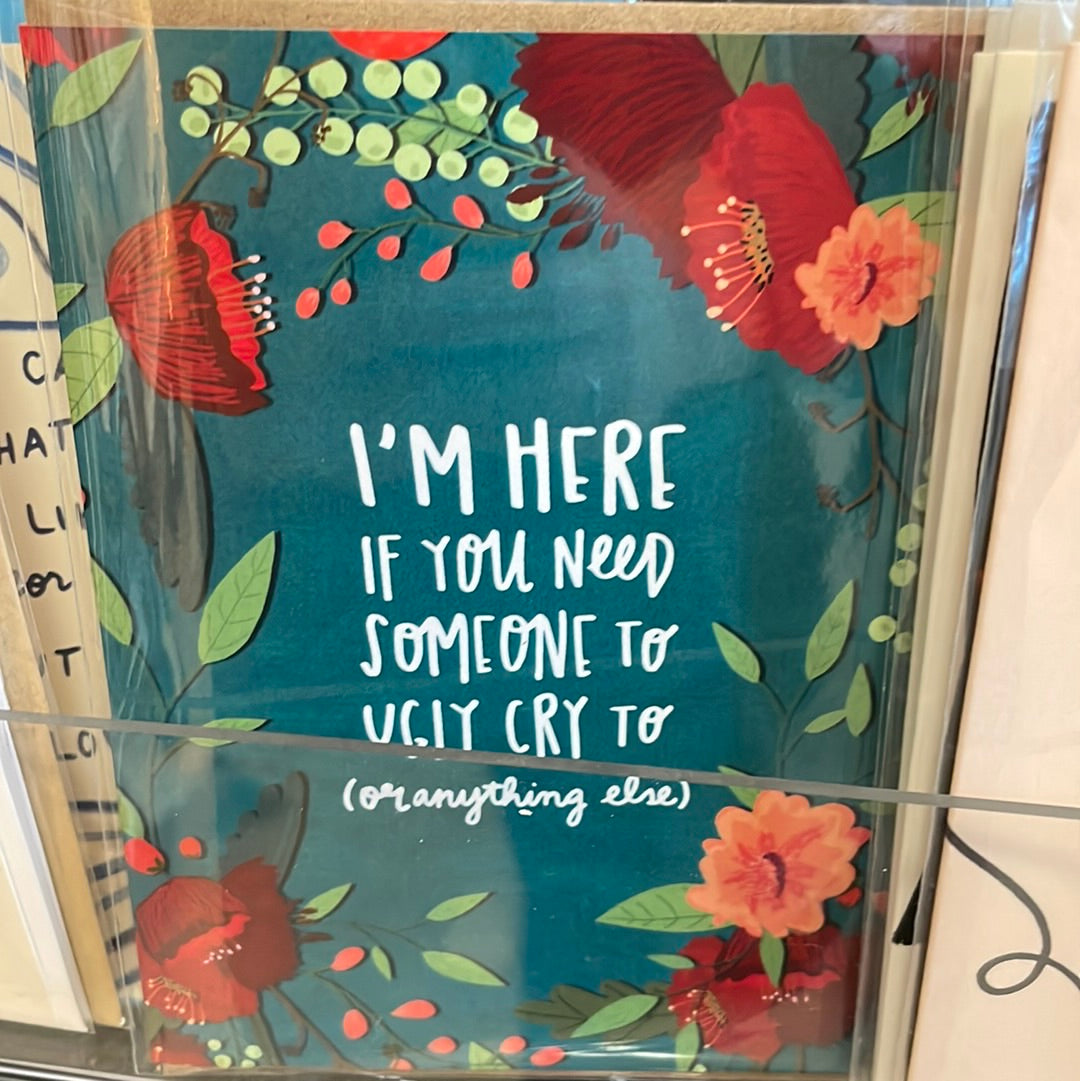 I'M HERE
IF YOU NEED
SOMEONE TO
UGLY CRY TO
(or anything else)